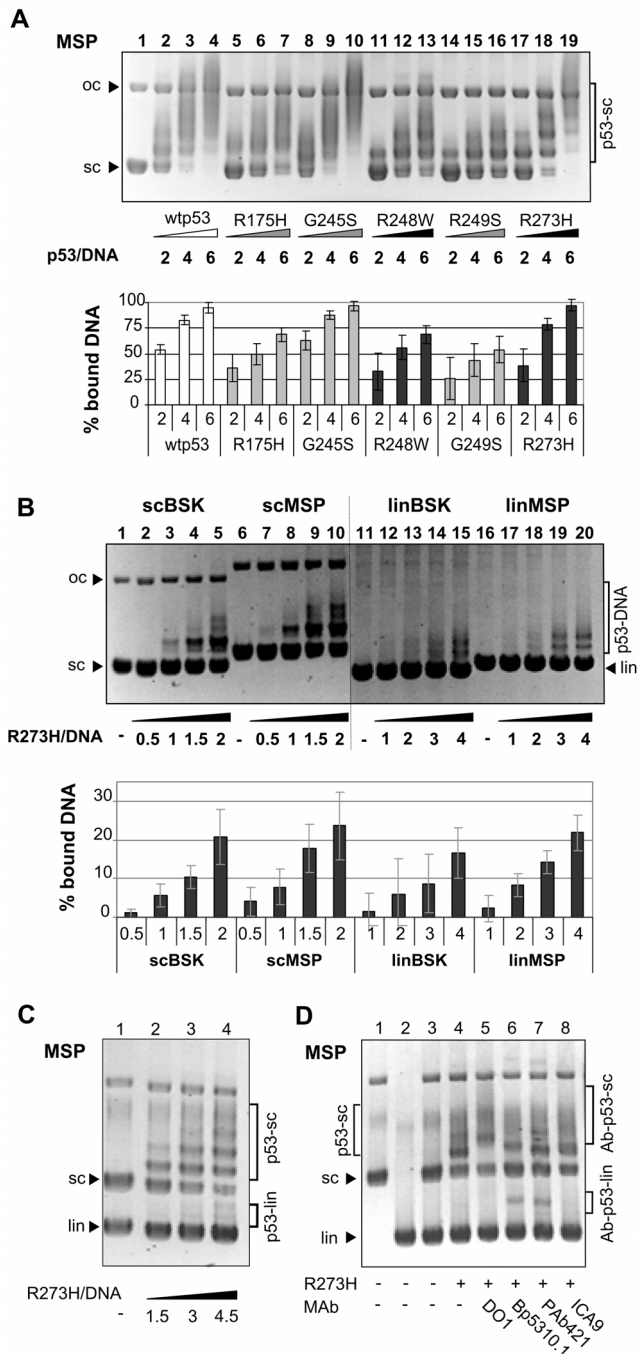 A
MSP 1 2 3 4 5 6 7 8 9 10 11 12 13 14 15 16 17 18 19
oc
sc
p53-sc
wtp53 R175H G245S R248W R249S R273H
p53/DNA 2 4 6 2 4 6 2 4 6 2 4 6 2 4 6 2 4 6
% bound DNA
100
75
50
25
0
2 4 6 2 4 6 2 4 6 2 4 6 2 4 6 2 4 6
wtp53 R175H G245S R248W G249S R273H
B
scBSK scMSP linBSK linMSP
1 2 3 4 5 6 7 8 9 10 11 12 13 14 15 16 17 18 19 20
oc
sc
p53-DNA
lin
R273H/DNA - 0.5 1 1.5 2 - 0.5 1 1.5 2 - 1 2 3 4 - 1 2 3 4
% bound DNA
30
20
10
0
0.5 1 1.5 2 0.5 1 1.5 2 1 2 3 4 1 2 3 4
scBSK scMSP linBSK linMSP
C
1 2 3 4
MSP
sc
lin
p53-sc
p53-lin
R273H/DNA
- 1.5 3 4.5
D
1 2 3 4 5 6 7 8
MSP
p53-sc
sc
lin
Ab-p53-sc
Ab-p53-lin
R273H - - - + + + + +
MAb - - - - DO1 Bp5310.1 PAb421 ICA9